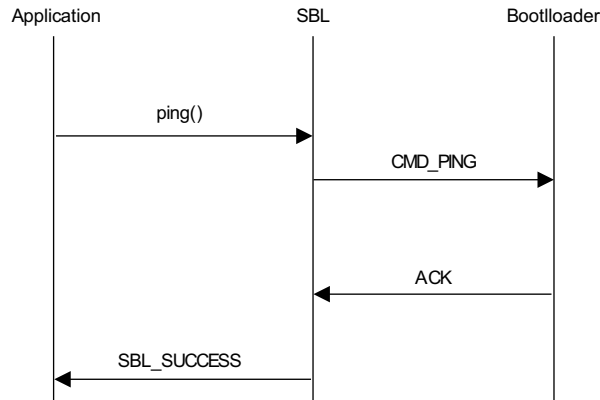 Application
SBL
Bootlloader
ping()
CMD_PING
ACK
SBL_SUCCESS